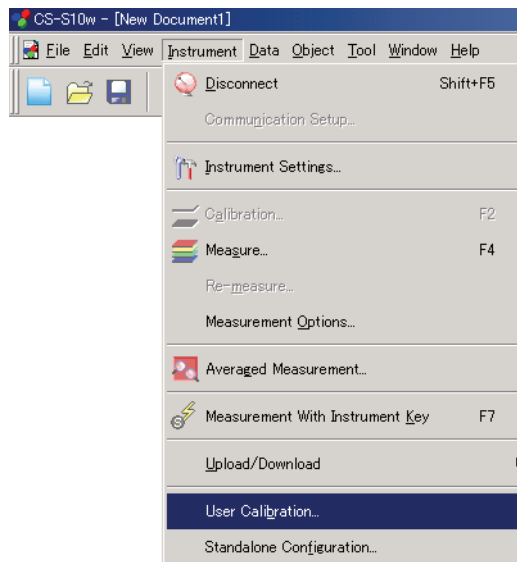 CS-S10w - [New Document1]
File Edit View Instrument Data Object Tool Window Help
Disconnect Shift+F5
Communication Setup...
Instrument Settings...
Calibration... F2
Measure... F4
Re-measure...
Measurement Options...
Averaged Measurement...
Measurement With Instrument Key F7
Upload/Download
User Calibration...
Standalone Configuration...